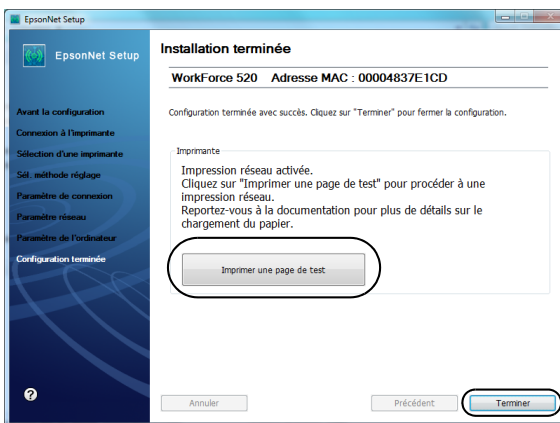 EpsonNet Setup
EpsonNet Setup
Installation terminée
WorkForce 520 Adresse MAC : 00004837E1CD
Avant la configuration
Connexion à l'imprimante
Sélection d'une imprimante
Sél. méthode réglage
Paramètre de connexion
Paramètre réseau
Paramètre de l'ordinateur
Configuration terminée
Configuration terminée avec succès. Cliquez sur "Terminer" pour fermer la configuration.
Imprimante
Impression réseau activée.
Cliquez sur "Imprimer une page de test" pour procéder à une
impression réseau.
Reportez-vous à la documentation pour plus de détails sur le
chargement du papier.
Imprimer une page de test
?
Annuler
Précédent
Terminer